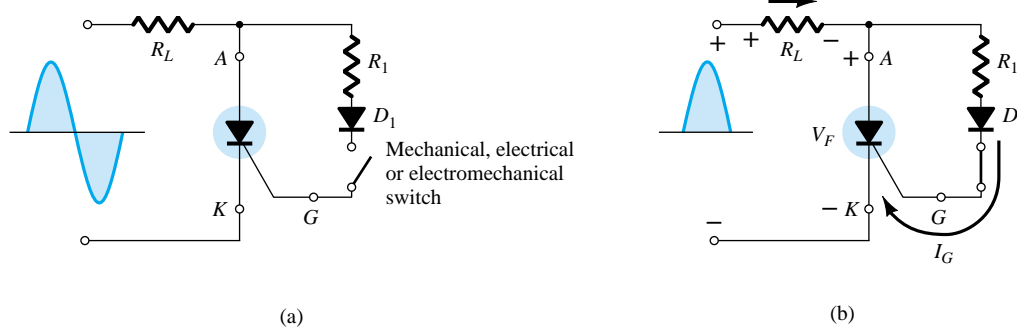 R_L
A
R_1
D_1
Mechanical, electrical
or electromechanical
switch
K
G
(a)
+
+
R_L
−
+
A
R_1
D
V_F
−
K
G
−
I_G
(b)